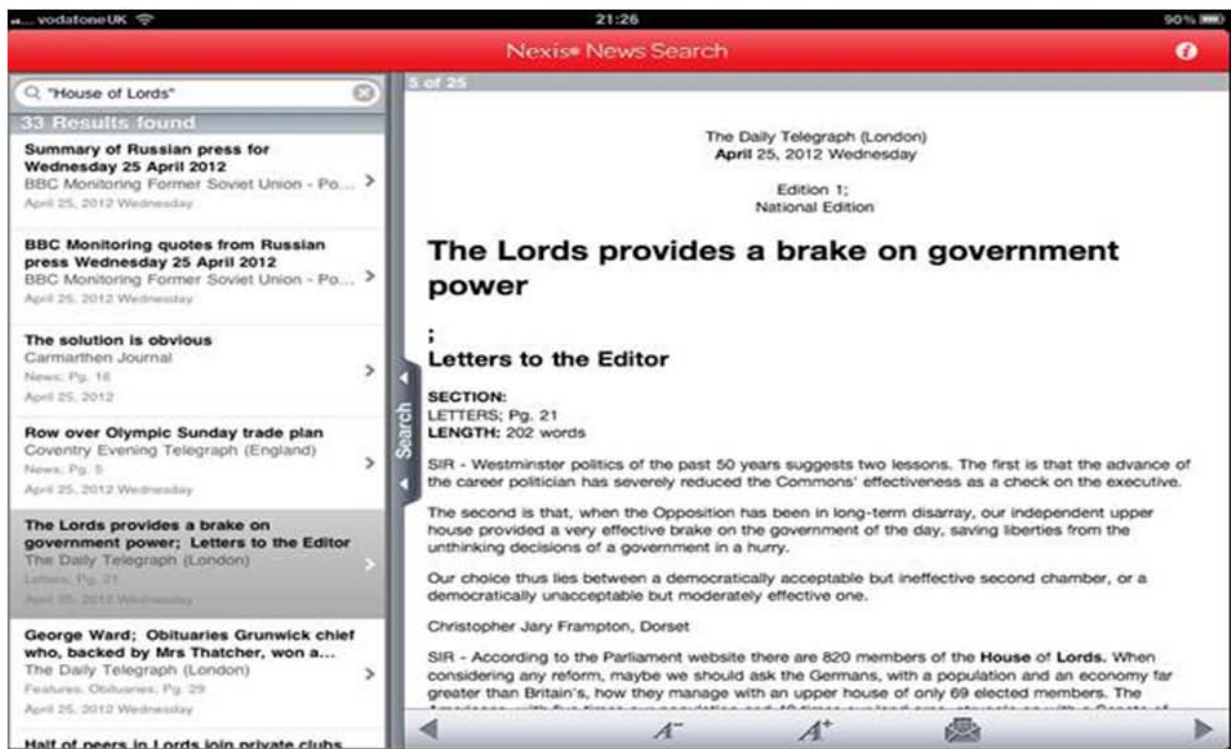 vodafone UK
21:26
90%
Nexis® News Search
"House of Lords"
33 Results found
Summary of Russian press for
Wednesday 25 April 2012
BBC Monitoring Former Soviet Union - Po...
April 25, 2012 Wednesday
BBC Monitoring quotes from Russian
press Wednesday 25 April 2012
BBC Monitoring Former Soviet Union - Po...
April 25, 2012 Wednesday
The solution is obvious
Carmarthen Journal
News; Pg. 16
April 25, 2012
Row over Olympic Sunday trade plan
Coventry Evening Telegraph (England)
News; Pg. 5
April 25, 2012 Wednesday
The Lords provides a brake on
government power; Letters to the Editor
The Daily Telegraph (London)
Letters; Pg. 21
April 25, 2012 Wednesday
George Ward; Obituaries Grunwick chief
who, backed by Mrs Thatcher, won a...
The Daily Telegraph (London)
Features; Obituaries; Pg. 29
April 25, 2012 Wednesday
Half of peers in Lords join private clubs
Search
5 of 25
The Daily Telegraph (London)
April 25, 2012 Wednesday
Edition 1;
National Edition
The Lords provides a brake on government
power
;
Letters to the Editor
SECTION:
LETTERS; Pg. 21
LENGTH: 202 words
SIR - Westminster politics of the past 50 years suggests two lessons. The first is that the advance of
the career politician has severely reduced the Commons' effectiveness as a check on the executive.
The second is that, when the Opposition has been in long-term disarray, our independent upper
house provided a very effective brake on the government of the day, saving liberties from the
unthinking decisions of a government in a hurry.
Our choice thus lies between a democratically acceptable but ineffective second chamber, or a
democratically unacceptable but moderately effective one.
Christopher Jary Frampton, Dorset
SIR - According to the Parliament website there are 820 members of the House of Lords. When
considering any reform, maybe we should ask the Germans, with a population and an economy far
greater than Britain's, how they manage with an upper house of only 69 elected members. The
A- A+